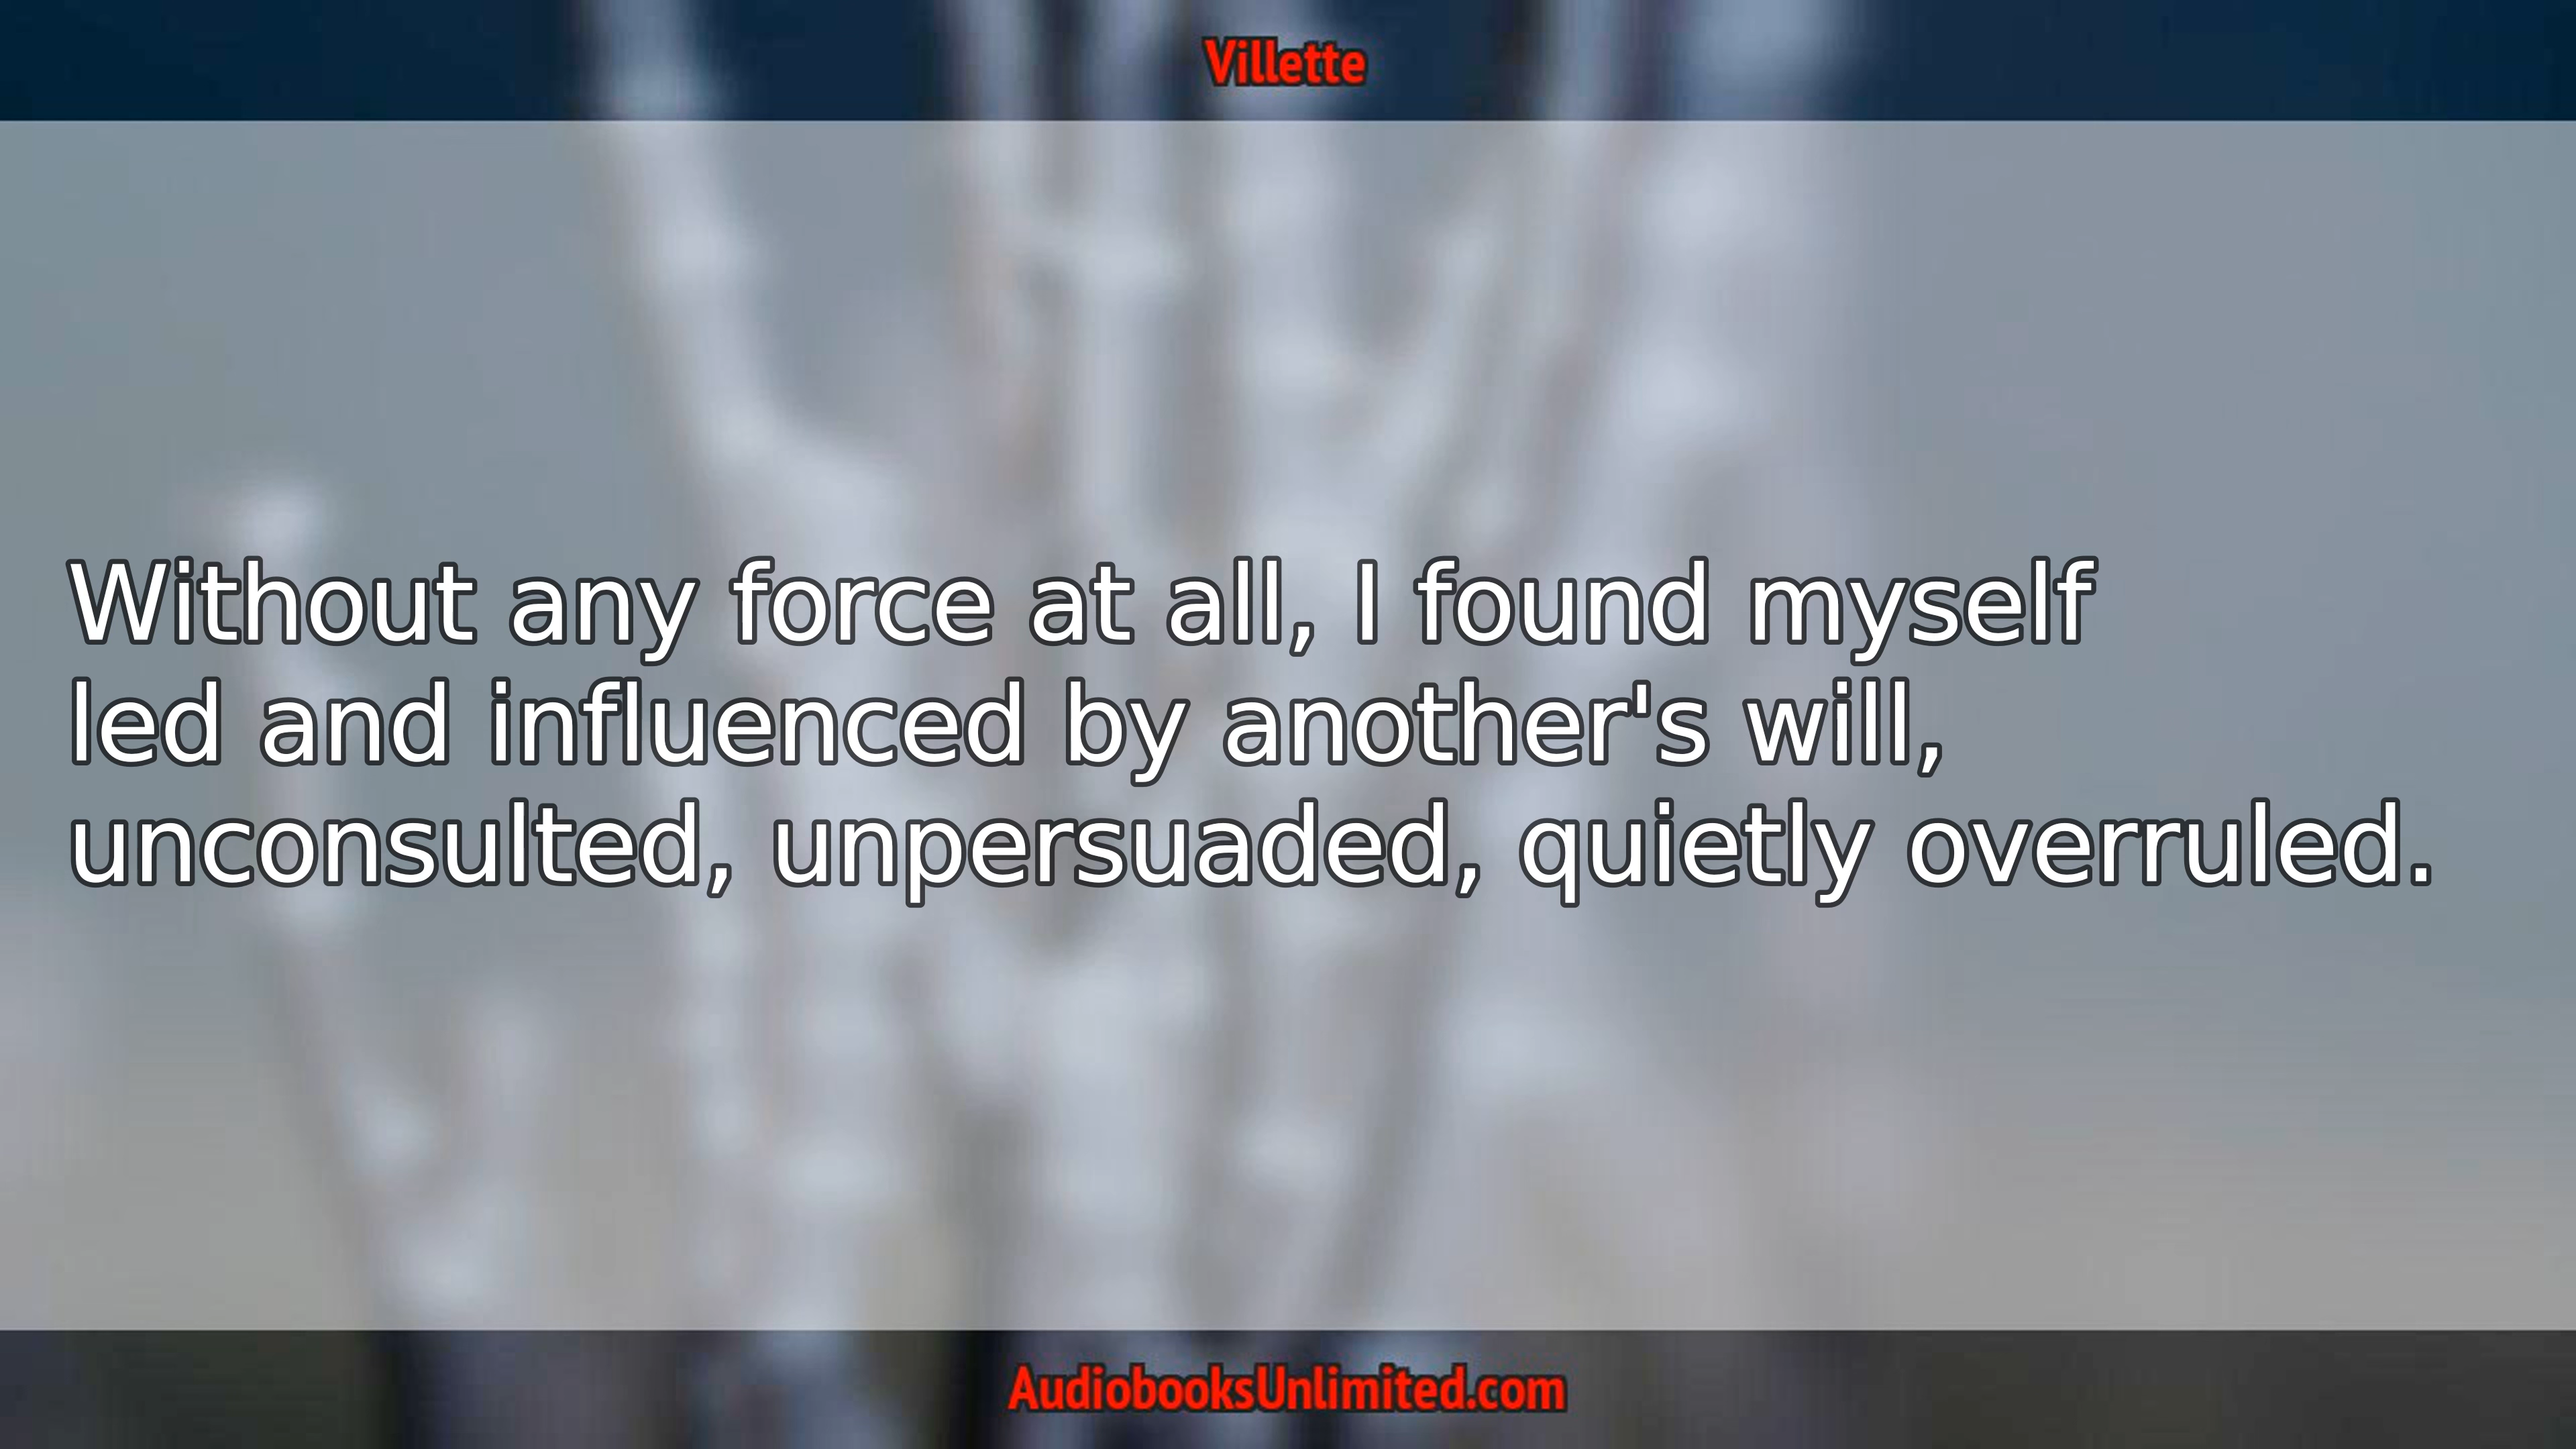 Villette
Without any force at all, I found myself
led and influenced by another's will,
unconsulted, unpersuaded, quietly overruled.
AudiobooksUnlimited.com